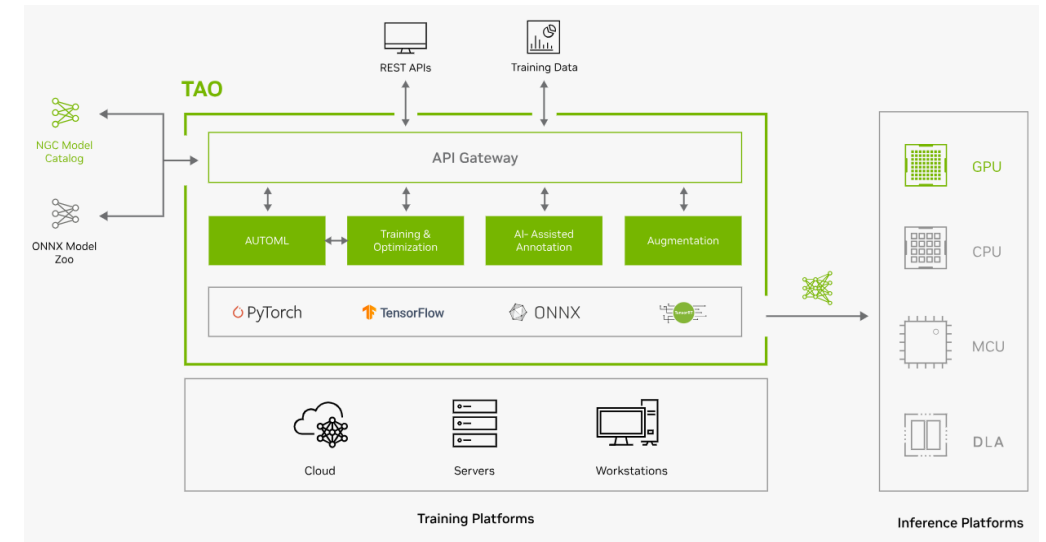 REST APIs
Training Data
TAO
NGC Model
Catalog
ONNX Model
Zoo
API Gateway
AUTOML
Training &
Optimization
AI- Assisted
Annotation
Augmentation
PyTorch
TensorFlow
ONNX
TensorRT
Cloud
Servers
Workstations
Training Platforms
GPU
CPU
MCU
DLA
Inference Platforms